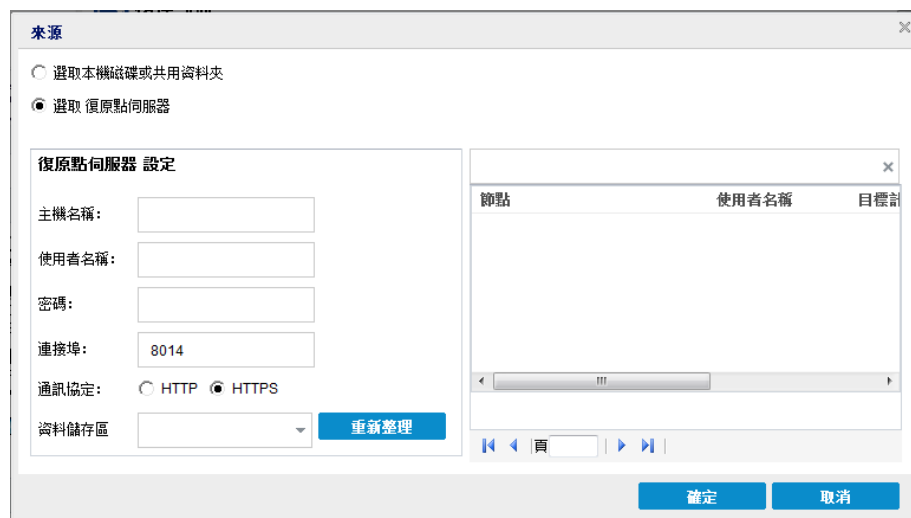 來源
選取本機磁碟或共用資料夾
選取 復原點伺服器
復原點伺服器 設定
主機名稱：
使用者名稱：
密碼：
連接埠： 8014
通訊協定： HTTP HTTPS
資料儲存區 重新整理
節點 使用者名稱 目標計
頁
確定 取消